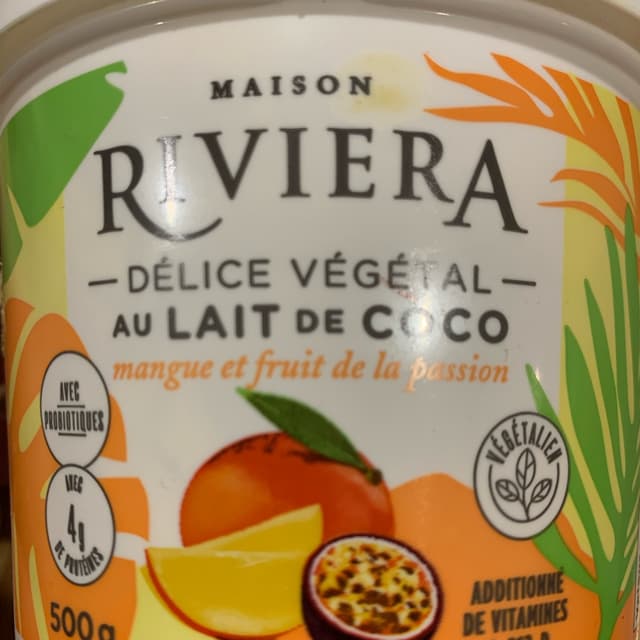 MAISON
RIVIERA
DÉLICE VÉGÉTAL
AU LAIT DE COCO
mangue et fruit de la passion
AVEC
PROBIOTIQUES
AVEC
4g
DE PROTÉINES
VÉGÉTALIEN
500g
ADDITIONNÉ
DE VITAMINES